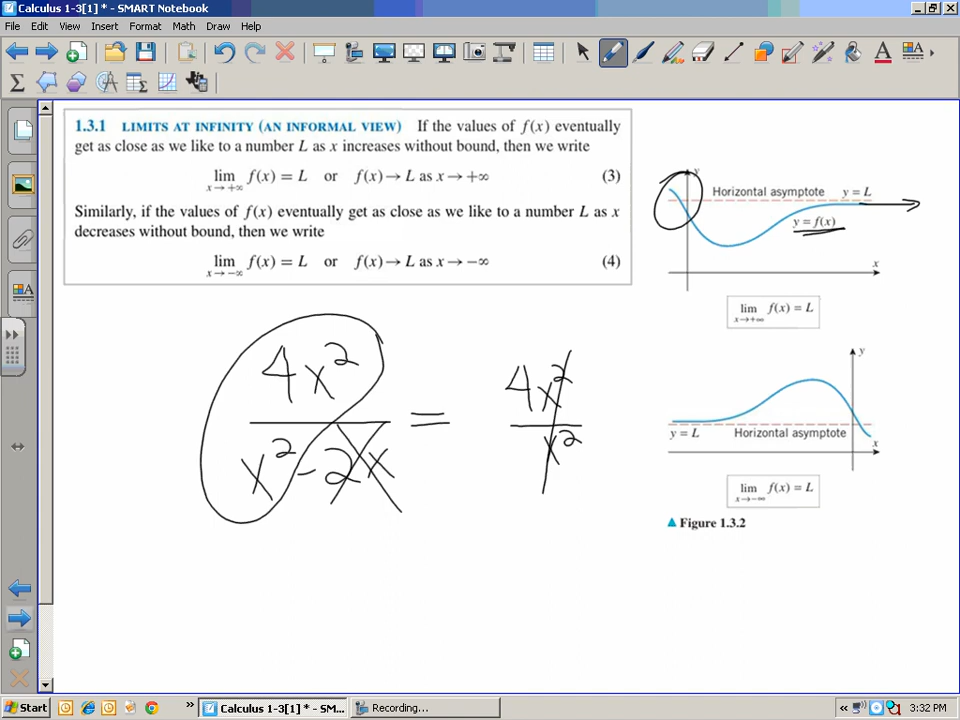 Calculus 1-3[1] * - SMART Notebook
File Edit View Insert Format Math Draw Help
1.3.1 LIMITS AT INFINITY (AN INFORMAL VIEW) If the values of f(x) eventually
get as close as we like to a number L as x increases without bound, then we write
lim x→+∞ f(x) = L or f(x) → L as x → +∞ (3)
Similarly, if the values of f(x) eventually get as close as we like to a number L as x
decreases without bound, then we write
lim x→−∞ f(x) = L or f(x) → L as x → −∞ (4)
4x²
x² − 2x
=
4x²
x²
y
Horizontal asymptote y = L
y = f(x)
x
lim x→+∞ f(x) = L
y
y = L Horizontal asymptote
x
lim x→−∞ f(x) = L
▲ Figure 1.3.2
Start » Calculus 1-3[1] * - SM... Recording... « 3:32 PM